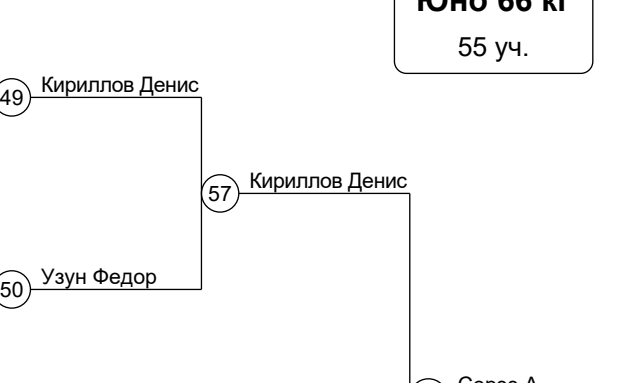 Юно 66 кг
55 уч.
49
Кириллов Денис
57
Кириллов Денис
50
Узун Федор